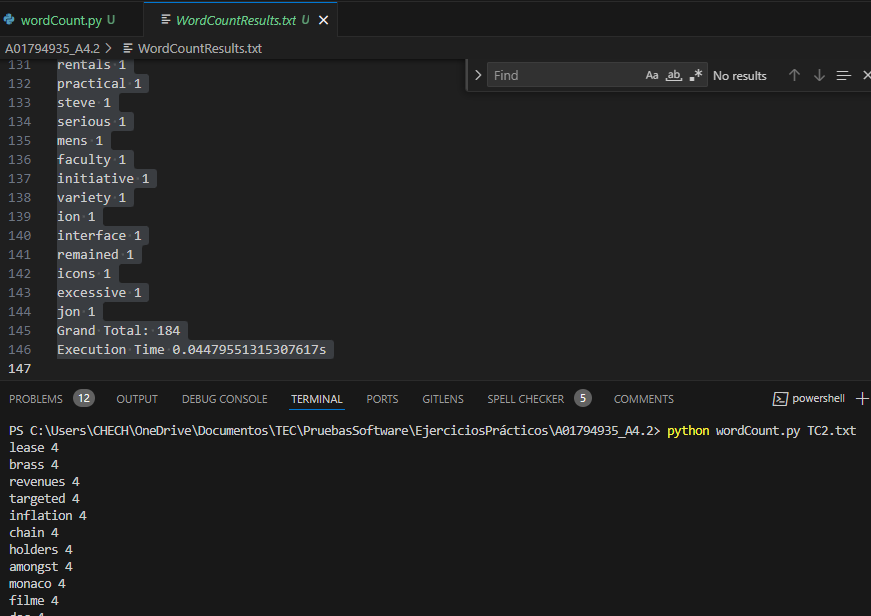 wordCount.py U
WordCountResults.txt U
A01794935_A4.2 > WordCountResults.txt
Find Aa ab .* No results
131 rentals 1
132 practical 1
133 steve 1
134 serious 1
135 mens 1
136 faculty 1
137 initiative 1
138 variety 1
139 ion 1
140 interface 1
141 remained 1
142 icons 1
143 excessive 1
144 jon 1
145 Grand Total: 184
146 Execution Time 0.04479551315307617s
147
PROBLEMS 12 OUTPUT DEBUG CONSOLE TERMINAL PORTS GITLENS SPELL CHECKER 5 COMMENTS powershell
PS C:\Users\CHECH\OneDrive\Documentos\TEC\PruebasSoftware\EjerciciosPrácticos\A01794935_A4.2> python wordCount.py TC2.txt
lease 4
brass 4
revenues 4
targeted 4
inflation 4
chain 4
holders 4
amongst 4
monaco 4
filme 4